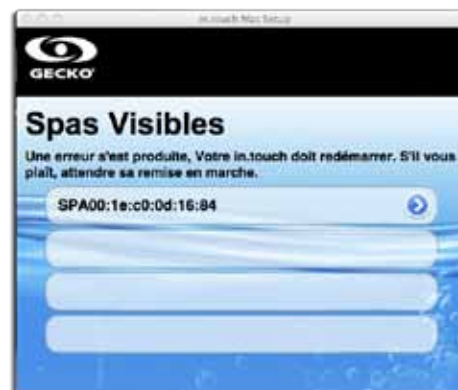 in.touch Mac Setup
GECKO
Spas Visibles
Une erreur s'est produite, Votre in.touch doit redémarrer. S'il vous
plaît, attendre sa remise en marche.
SPA00:1e:c0:0d:16:84